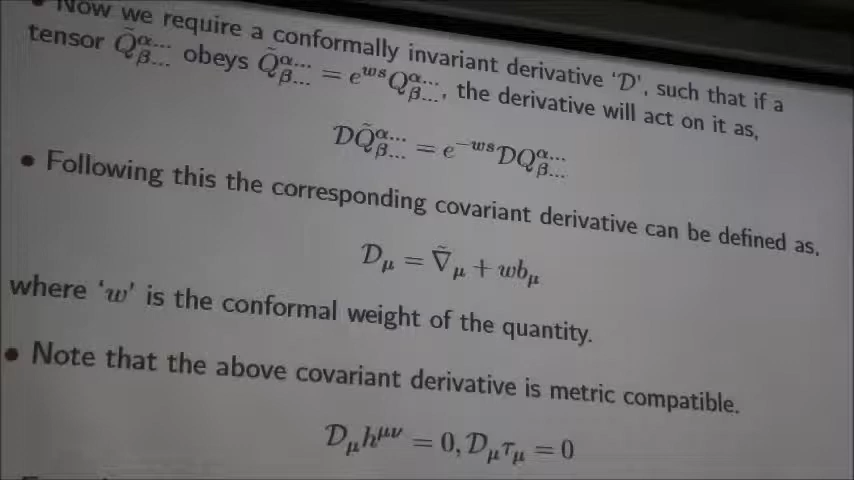 • Now we require a conformally invariant derivative ‘𝒟’, such that if a
tensor Q̃^{α...}_{β...} obeys Q̃^{α...}_{β...} = e^{ws}Q^{α...}_{β...}, the derivative will act on it as,
𝒟Q̃^{α...}_{β...} = e^{−ws}𝒟Q^{α...}_{β...}
• Following this the corresponding covariant derivative can be defined as,
𝒟_μ = ∇̃_μ + wb_μ
where ‘w’ is the conformal weight of the quantity.
• Note that the above covariant derivative is metric compatible.
𝒟_μh^{μν} = 0, 𝒟_μτ_μ = 0